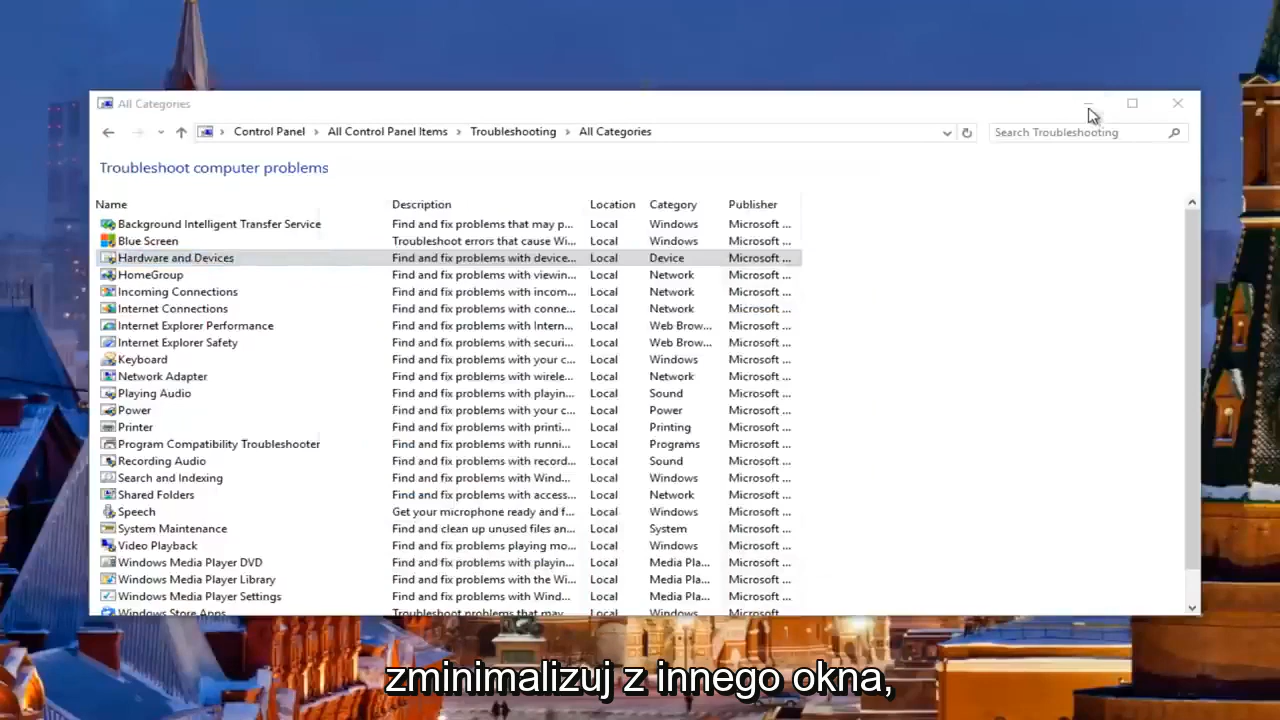 All Categories
Control Panel > All Control Panel Items > Troubleshooting > All Categories
Search Troubleshooting
Troubleshoot computer problems
Name Description Location Category Publisher
Background Intelligent Transfer Service Find and fix problems that may p... Local Windows Microsoft ...
Blue Screen Troubleshoot errors that cause Wi... Local Windows Microsoft ...
Hardware and Devices Find and fix problems with device... Local Device Microsoft ...
HomeGroup Find and fix problems with viewin... Local Network Microsoft ...
Incoming Connections Find and fix problems with incom... Local Network Microsoft ...
Internet Connections Find and fix problems with conne... Local Network Microsoft ...
Internet Explorer Performance Find and fix problems with Intern... Local Web Brow... Microsoft ...
Internet Explorer Safety Find and fix problems with securi... Local Web Brow... Microsoft ...
Keyboard Find and fix problems with your c... Local Windows Microsoft ...
Network Adapter Find and fix problems with wirele... Local Network Microsoft ...
Playing Audio Find and fix problems with playin... Local Sound Microsoft ...
Power Find and fix problems with your c... Local Power Microsoft ...
Printer Find and fix problems with printi... Local Printing Microsoft ...
Program Compatibility Troubleshooter Find and fix problems with runni... Local Programs Microsoft ...
Recording Audio Find and fix problems with record... Local Sound Microsoft ...
Search and Indexing Find and fix problems with Wind... Local Windows Microsoft ...
Shared Folders Find and fix problems with access... Local Network Microsoft ...
Speech Get your microphone ready and f... Local Windows Microsoft ...
System Maintenance Find and clean up unused files an... Local System Microsoft ...
Video Playback Find and fix problems playing mo... Local Windows Microsoft ...
Windows Media Player DVD Find and fix problems with playin... Local Media Pla... Microsoft ...
Windows Media Player Library Find and fix problems with the Wi... Local Media Pla... Microsoft ...
Windows Media Player Settings Find and fix problems with Wind... Local Media Pla... Microsoft ...
Windows Store Apps Troubleshoot problems that may Local Windows Microsoft ...
zminimalizuj z innego okna,